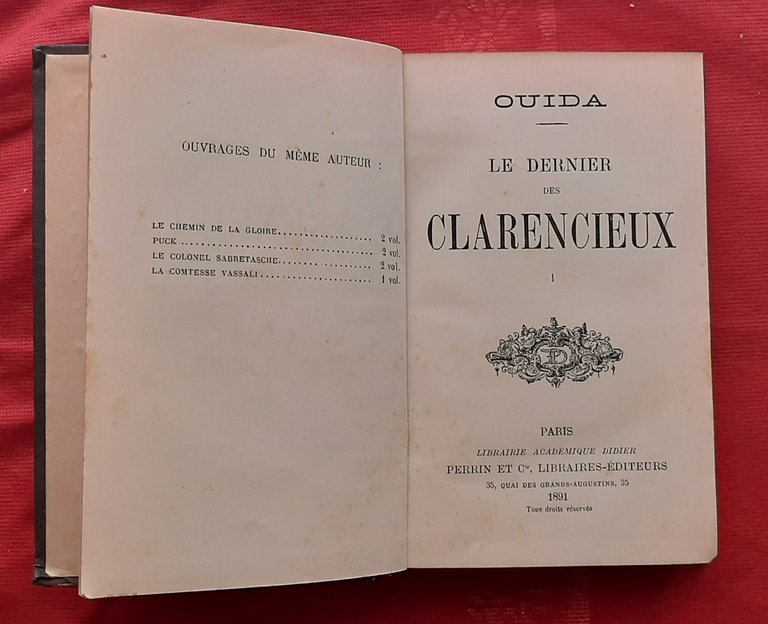 OUVRAGES DU MÊME AUTEUR :
LE CHEMIN DE LA GLOIRE.................. 2 vol.
PUCK .................................... 2 vol.
LE COLONEL SABRETASCHE.................. 2 vol.
LA COMTESSE VASSALI..................... 1 vol.
OUIDA
LE DERNIER
DES
CLARENCIEUX
I
PD
PARIS
LIBRAIRIE ACADÉMIQUE DIDIER
PERRIN ET Cie, LIBRAIRES-ÉDITEURS
35, QUAI DES GRANDS-AUGUSTINS, 35
1891
Tous droits réservés